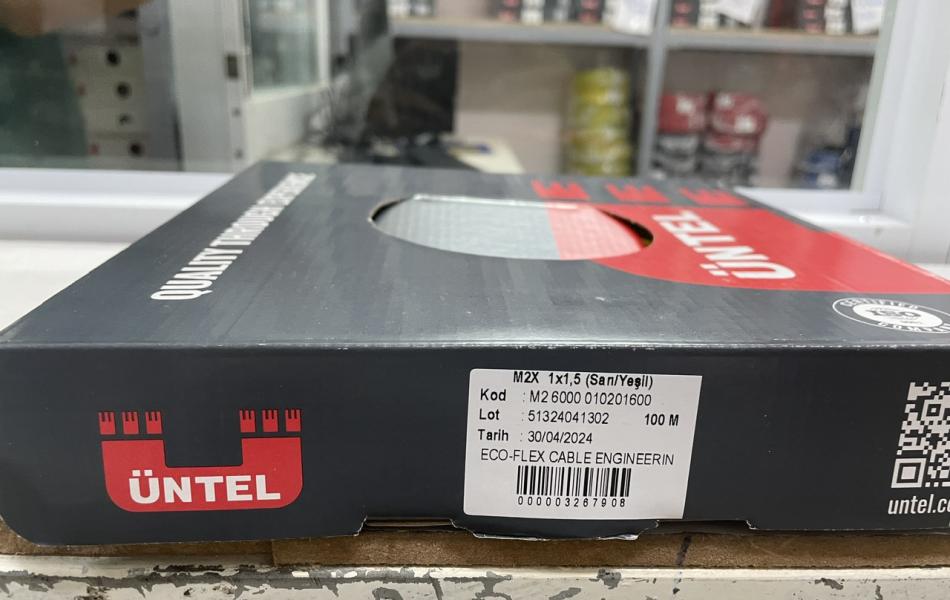 QUALITY THROUGH EXPERIENCE
ÜNTEL
CERTIFIED
ÜNTEL
M2X 1x1,5 (Sarı/Yeşil)
Kod : M2 6000 010201600
Lot : 51324041302 100 M
Tarih : 30/04/2024
ECO-FLEX CABLE ENGINEERIN
000003267908
untel.co